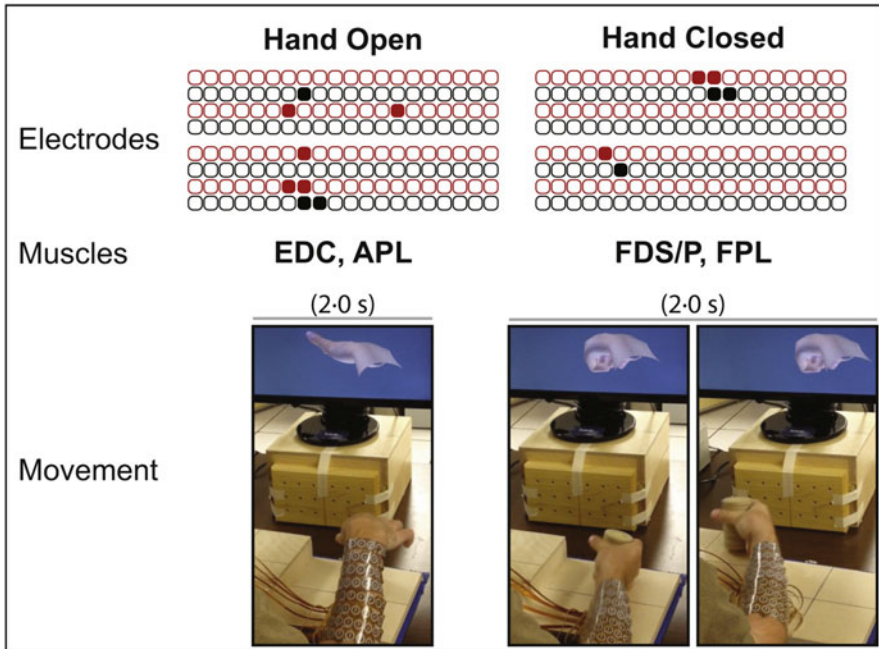 Hand Open
Hand Closed
Electrodes
Muscles
EDC, APL
FDS/P, FPL
(2·0 s)
(2·0 s)
Movement